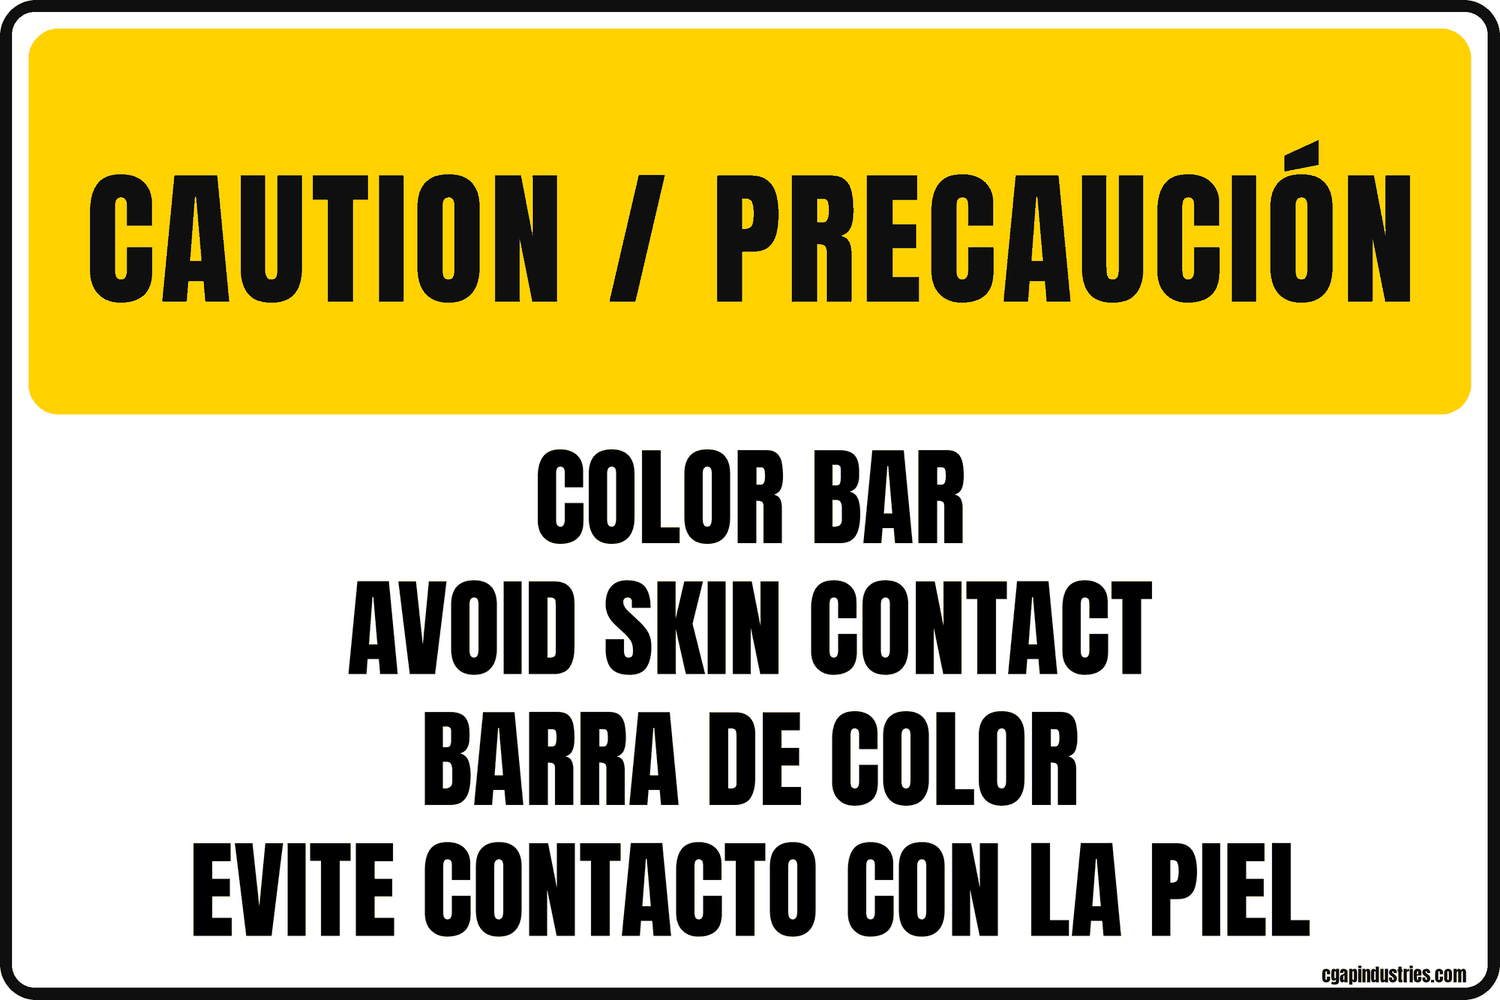 CAUTION / PRECAUCIÓN
COLOR BAR
AVOID SKIN CONTACT
BARRA DE COLOR
EVITE CONTACTO CON LA PIEL
cgapindustries.com